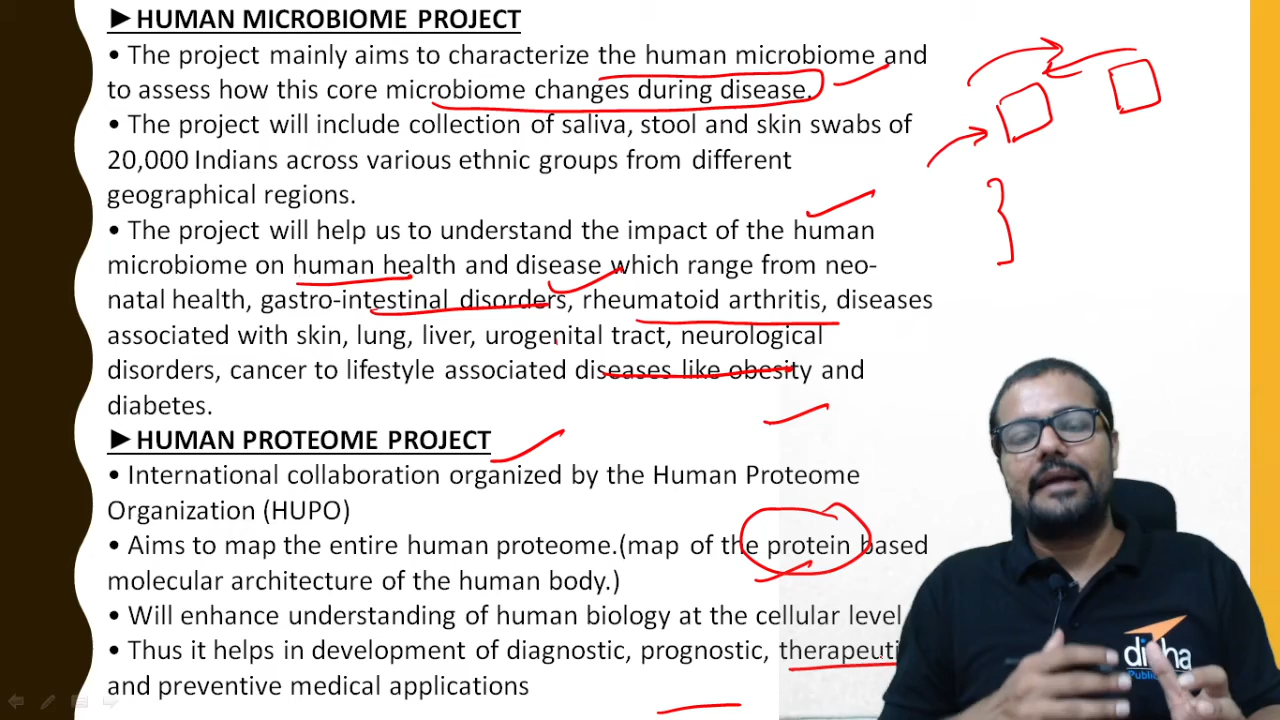 ►HUMAN MICROBIOME PROJECT
• The project mainly aims to characterize the human microbiome and
to assess how this core microbiome changes during disease.
• The project will include collection of saliva, stool and skin swabs of
20,000 Indians across various ethnic groups from different
geographical regions.
• The project will help us to understand the impact of the human
microbiome on human health and disease which range from neo-
natal health, gastro-intestinal disorders, rheumatoid arthritis, diseases
associated with skin, lung, liver, urogenital tract, neurological
disorders, cancer to lifestyle associated diseases like obesity and
diabetes.
►HUMAN PROTEOME PROJECT
• International collaboration organized by the Human Proteome
Organization (HUPO)
• Aims to map the entire human proteome.(map of the protein based
molecular architecture of the human body.)
• Will enhance understanding of human biology at the cellular level
• Thus it helps in development of diagnostic, prognostic, therapeuti
and preventive medical applications
Public